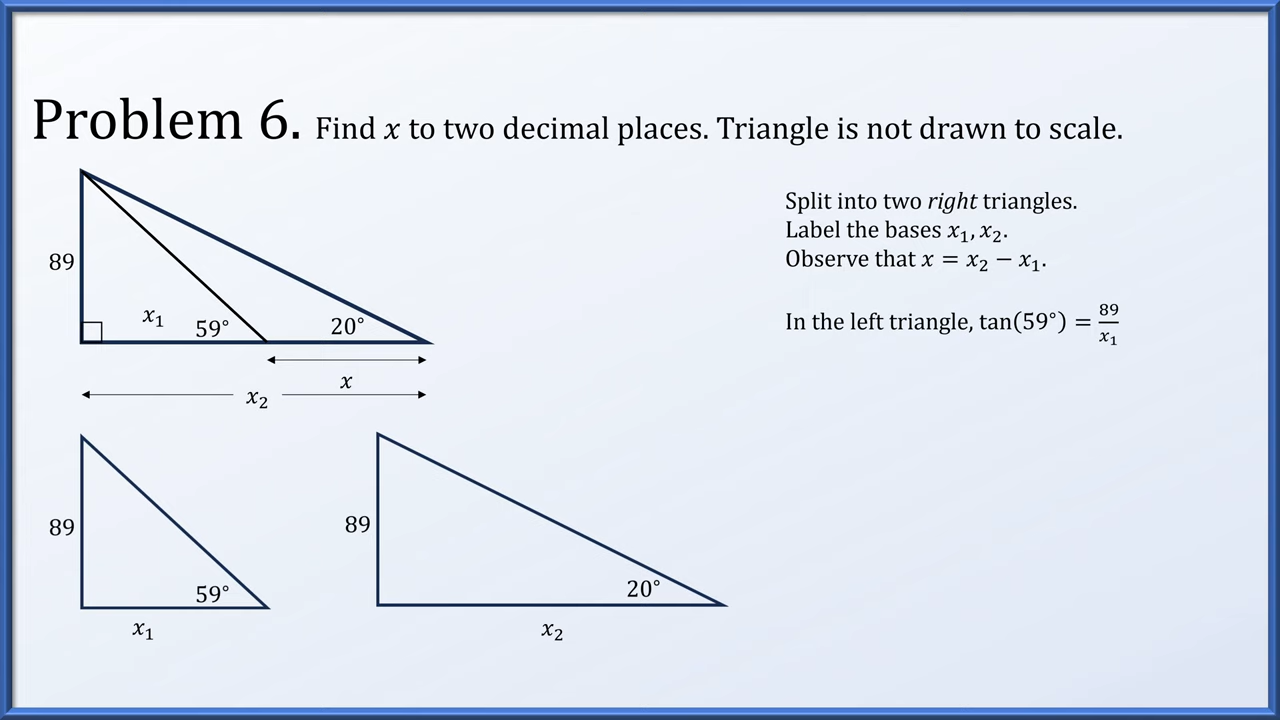 Problem 6. Find x to two decimal places. Triangle is not drawn to scale.
Split into two right triangles.
Label the bases x₁, x₂.
Observe that x = x₂ − x₁.
In the left triangle, tan(59°) = 89/x₁
89
x₁
59°
20°
x
x₂
89
59°
x₁
89
20°
x₂